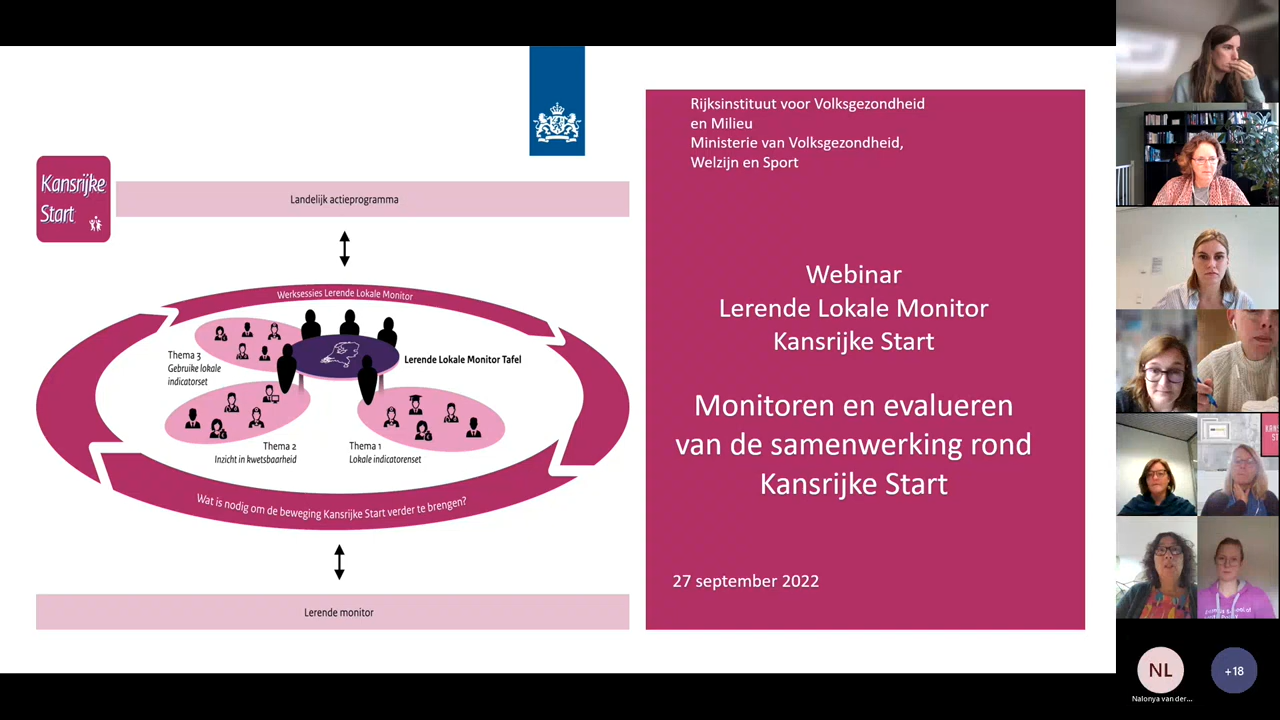 Kansrijke
Start
Landelijk actieprogramma
Werksessies Lerende Lokale Monitor
Thema 3
Gebruike lokale
indicatorset
Lerende Lokale Monitor Tafel
Thema 2
Inzicht in kwetsbaarheid
Thema 1
Lokale indicatorenset
Wat is nodig om de beweging Kansrijke Start verder te brengen?
Lerende monitor
Rijksinstituut voor Volksgezondheid
en Milieu
Ministerie van Volksgezondheid,
Welzijn en Sport
Webinar
Lerende Lokale Monitor
Kansrijke Start
Monitoren en evalueren
van de samenwerking rond
Kansrijke Start
27 september 2022
NL
+18
Nalonya van der...